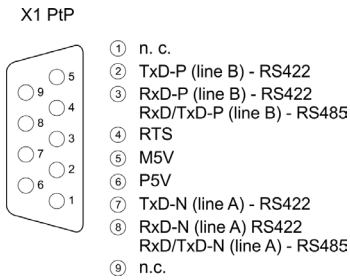 X1 PtP
5
9
4
8
3
7
2
6
1
1 n. c.
2 TxD-P (line B) - RS422
3 RxD-P (line B) - RS422
RxD/TxD-P (line B) - RS485
4 RTS
5 M5V
6 P5V
7 TxD-N (line A) - RS422
8 RxD-N (line A) RS422
RxD/TxD-N (line A) - RS485
9 n.c.